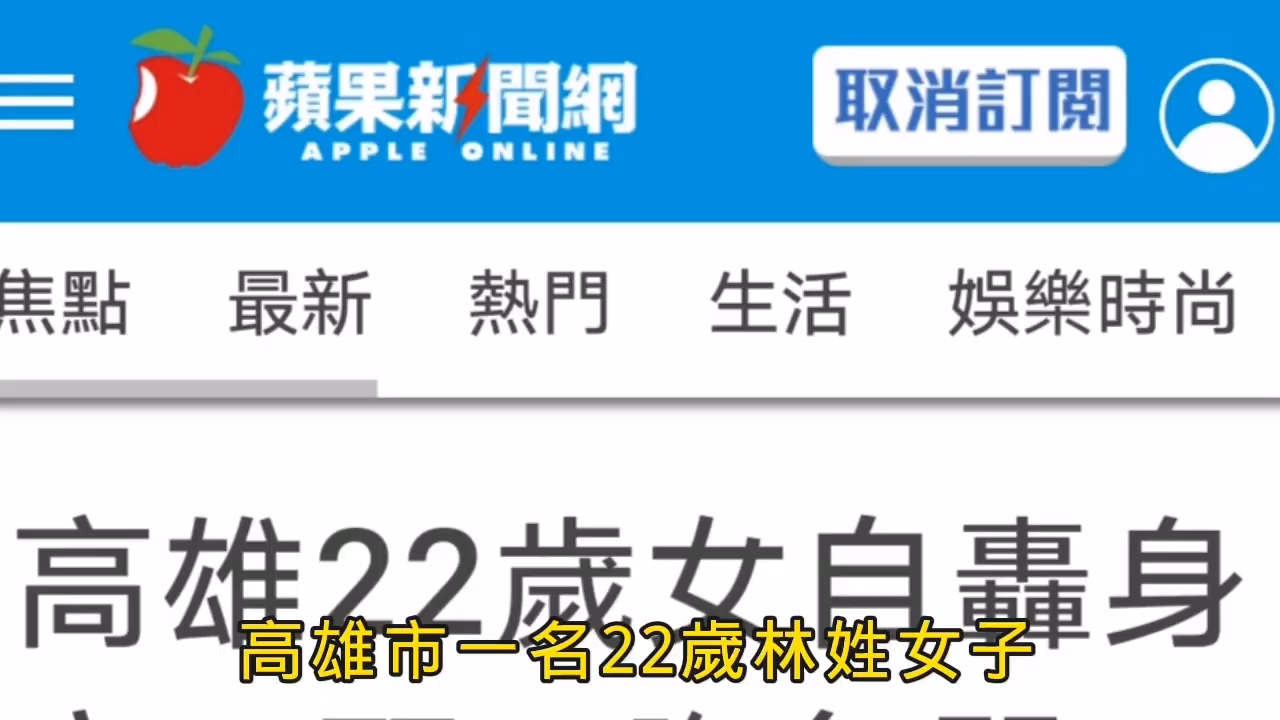 蘋果新聞網
APPLE ONLINE
取消訂閱
焦點 最新 熱門 生活 娛樂時尚
高雄22歲女自轟身
高雄市一名22歲林姓女子